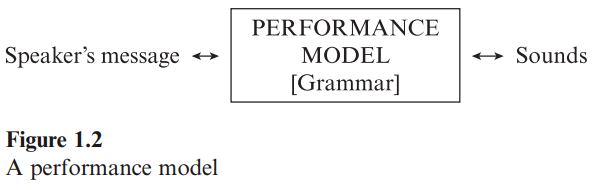 PERFORMANCE
Speaker’s message ↔ MODEL ↔ Sounds
[Grammar]
Figure 1.2
A performance model